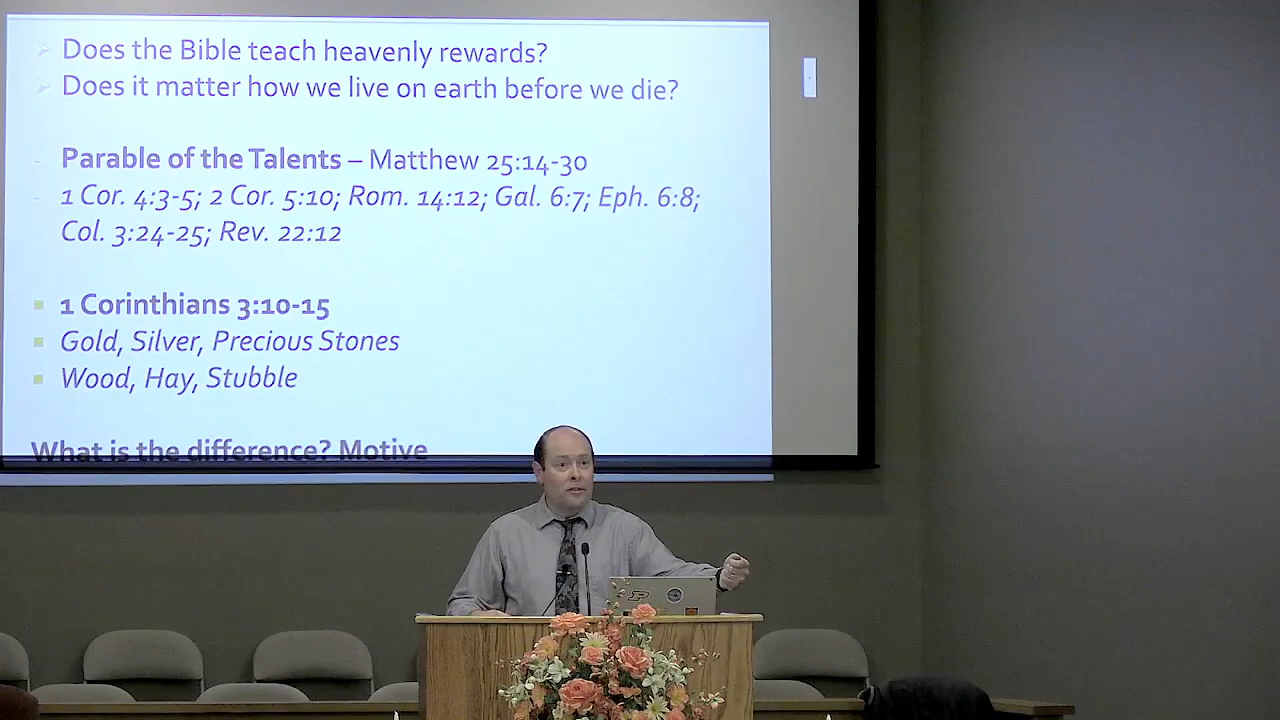 Does the Bible teach heavenly rewards?
Does it matter how we live on earth before we die?
Parable of the Talents – Matthew 25:14-30
1 Cor. 4:3-5; 2 Cor. 5:10; Rom. 14:12; Gal. 6:7; Eph. 6:8;
Col. 3:24-25; Rev. 22:12
1 Corinthians 3:10-15
Gold, Silver, Precious Stones
Wood, Hay, Stubble
What is the difference? Motive
P